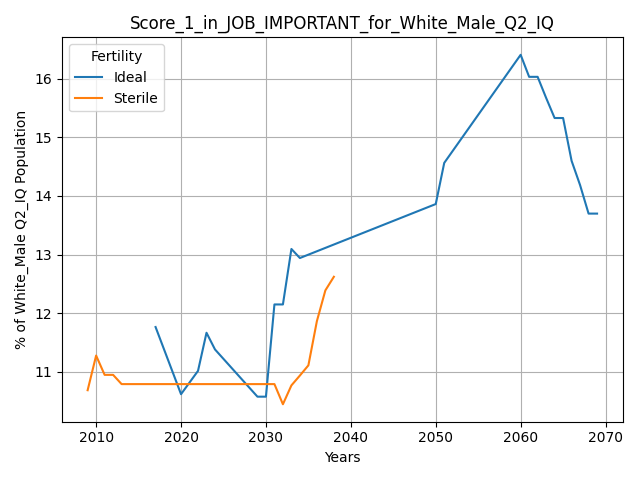 Score_1_in_JOB_IMPORTANT_for_White_Male_Q2_IQ
Fertility
Ideal
Sterile
% of White_Male Q2_IQ Population
16
15
14
13
12
11
2010 2020 2030 2040 2050 2060 2070
Years